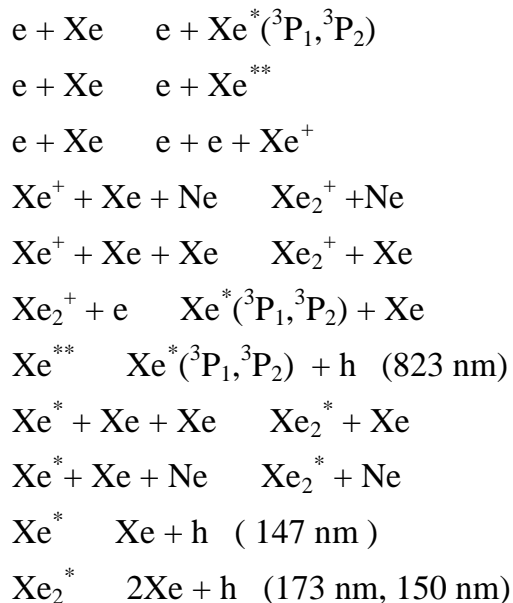 e + Xe e + Xe*(³P₁,³P₂)
e + Xe e + Xe**
e + Xe e + e + Xe⁺
Xe⁺ + Xe + Ne Xe₂⁺ +Ne
Xe⁺ + Xe + Xe Xe₂⁺ + Xe
Xe₂⁺ + e Xe*(³P₁,³P₂) + Xe
Xe** Xe*(³P₁,³P₂) + h (823 nm)
Xe* + Xe + Xe Xe₂* + Xe
Xe*+ Xe + Ne Xe₂* + Ne
Xe* Xe + h ( 147 nm )
Xe₂* 2Xe + h (173 nm, 150 nm)